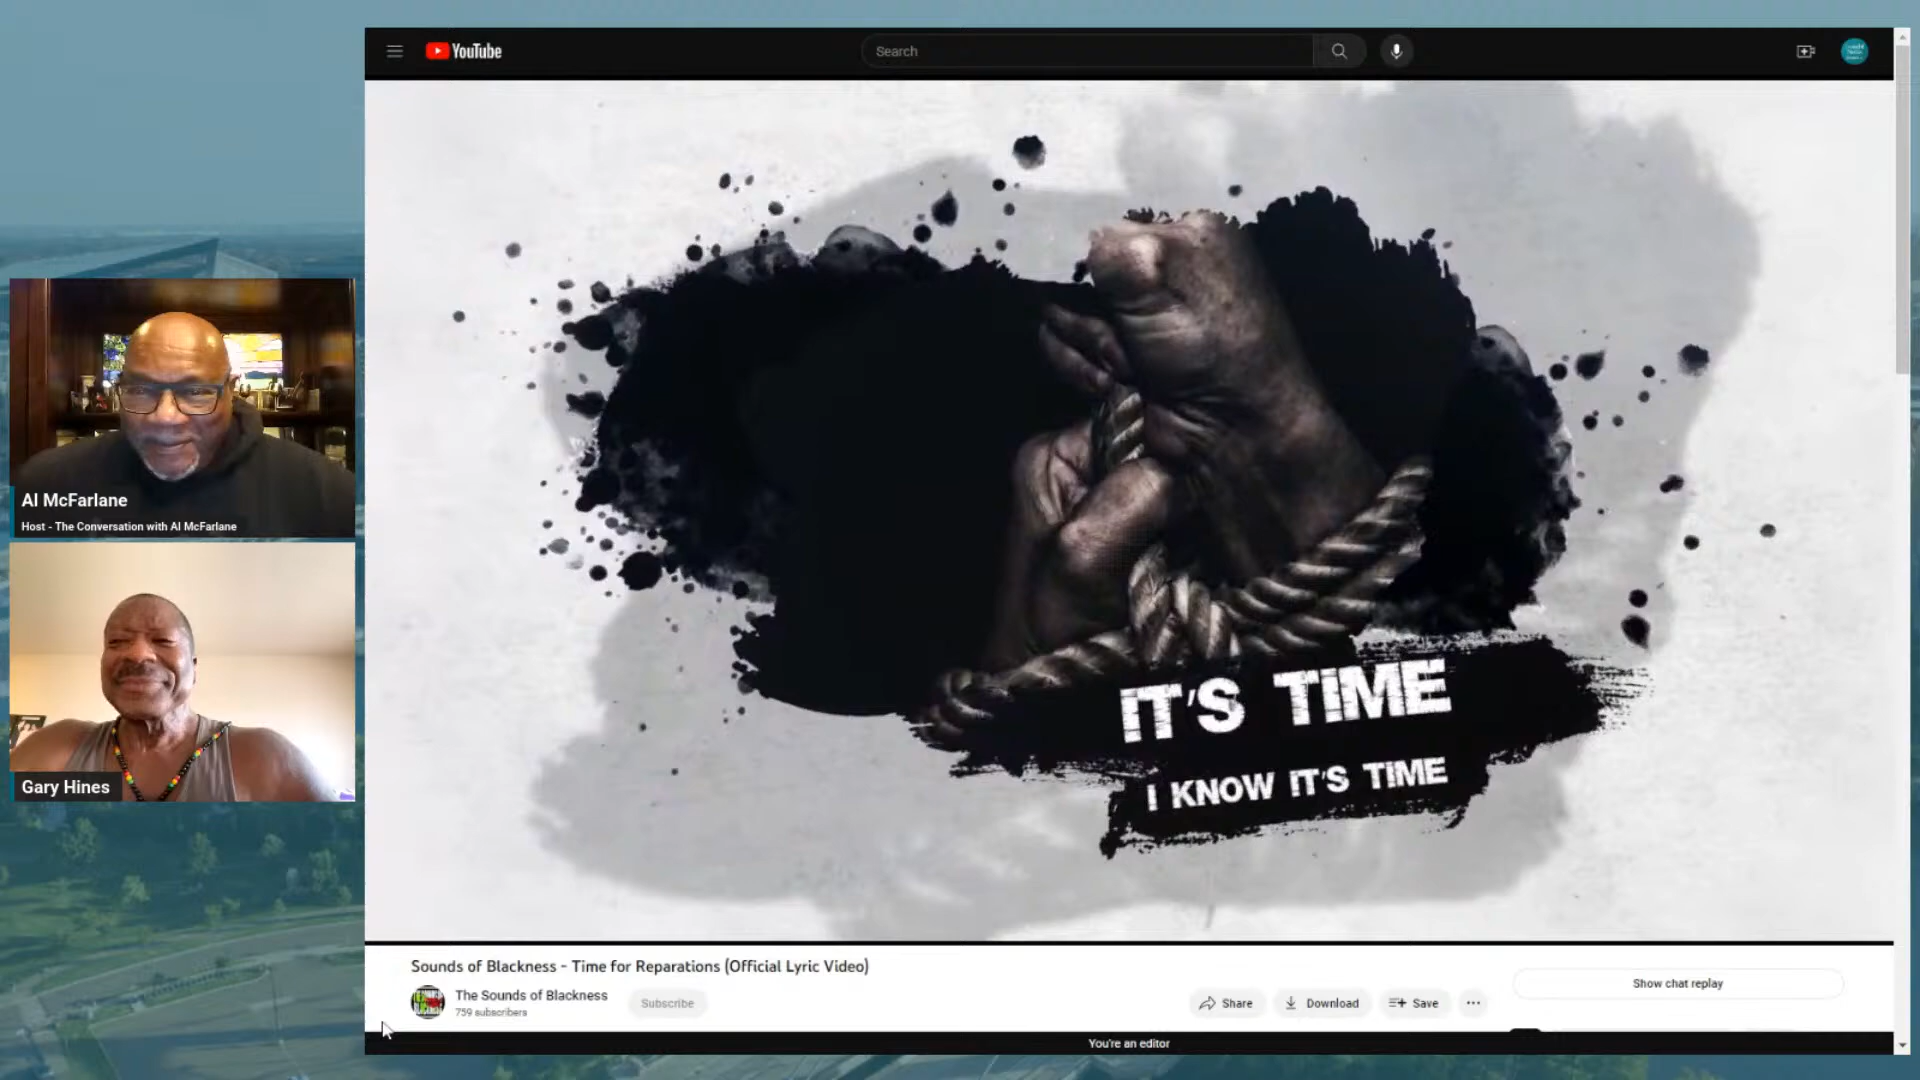 YouTube
Search
Al McFarlane
Host - The Conversation with Al McFarlane
Gary Hines
IT'S TIME
I KNOW IT'S TIME
Sounds of Blackness - Time for Reparations (Official Lyric Video)
The Sounds of Blackness
759 subscribers
Subscribe
Share
Download
Save
Show chat replay
You're an editor